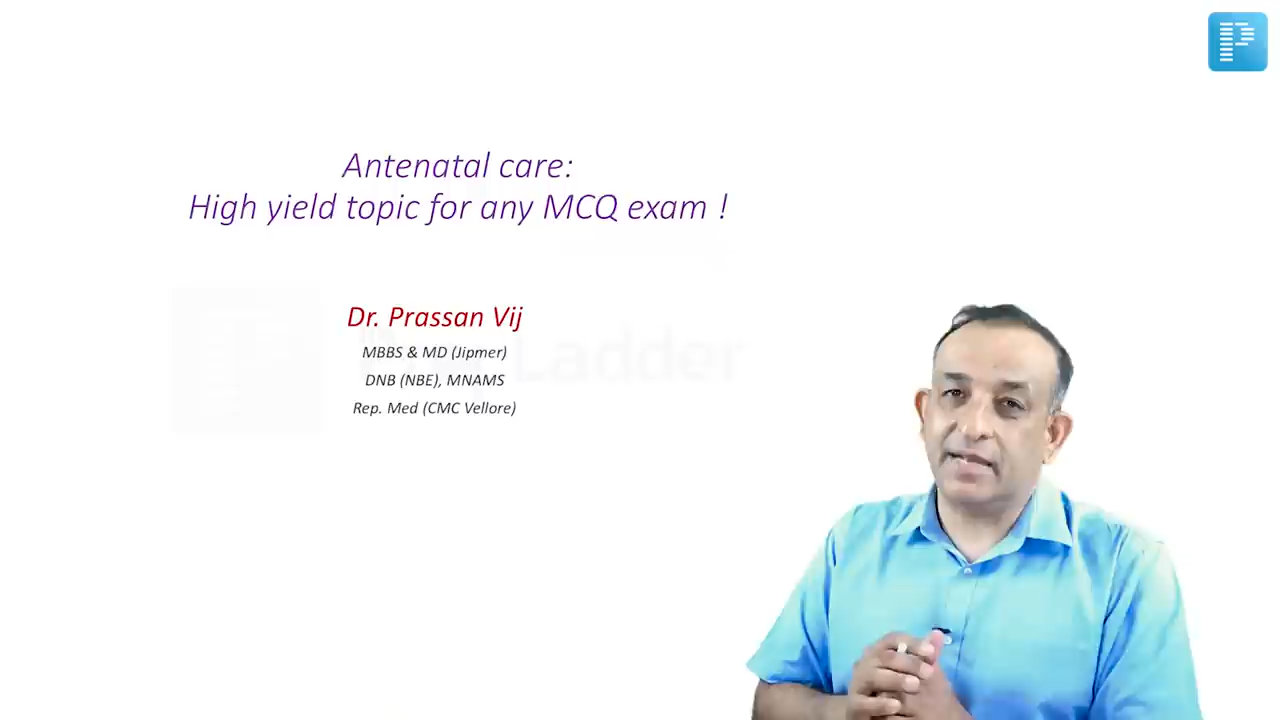 Antenatal care:
High yield topic for any MCQ exam !
Dr. Prassan Vij
MBBS & MD (Jipmer)
DNB (NBE), MNAMS
Rep. Med (CMC Vellore)
Ladder